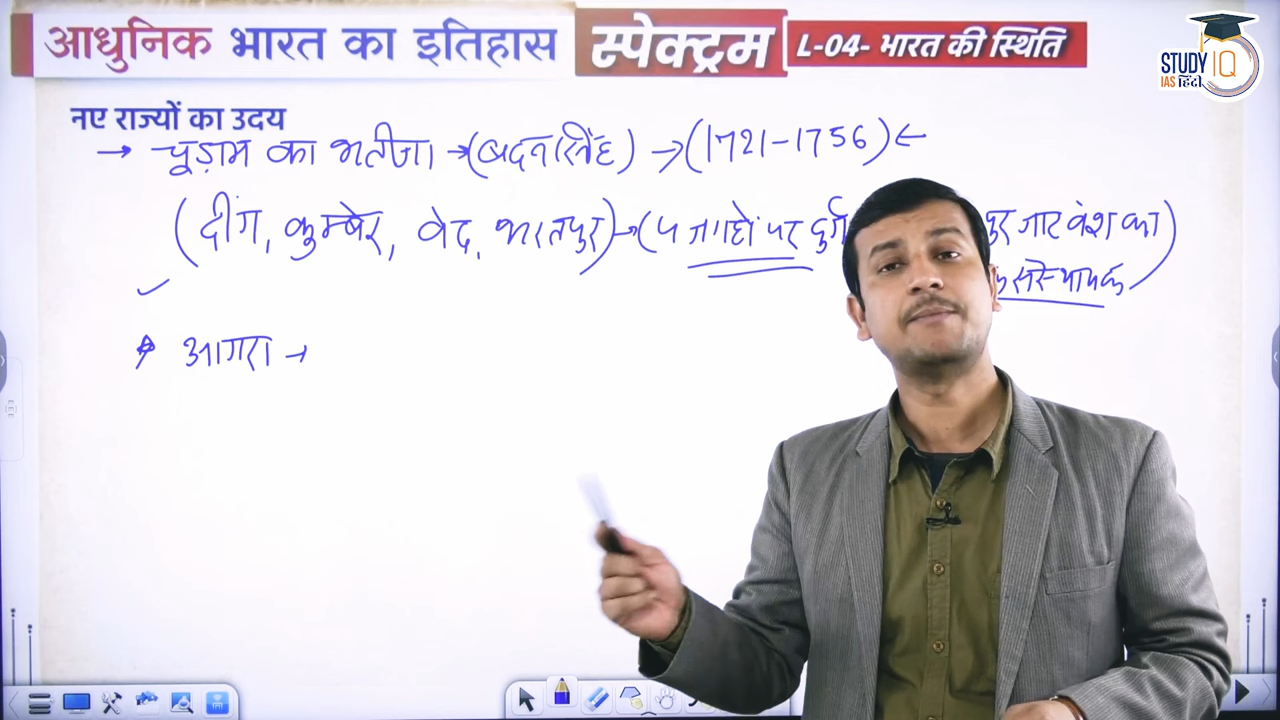 आधुनिक भारत का इतिहास स्पेक्ट्रम L-04- भारत की स्थिति
STUDY IQ
IAS हिंदी
नए राज्यों का उदय
→ चूड़ाम का भतीजा → (बदनसिंह) → (1721-1756) ←
(दींग, कुम्बेर, वेद, भरतपुर) → (4 जगहों पर दुर्ग पुर जाट वंश का
संस्थापक)
आगरा →